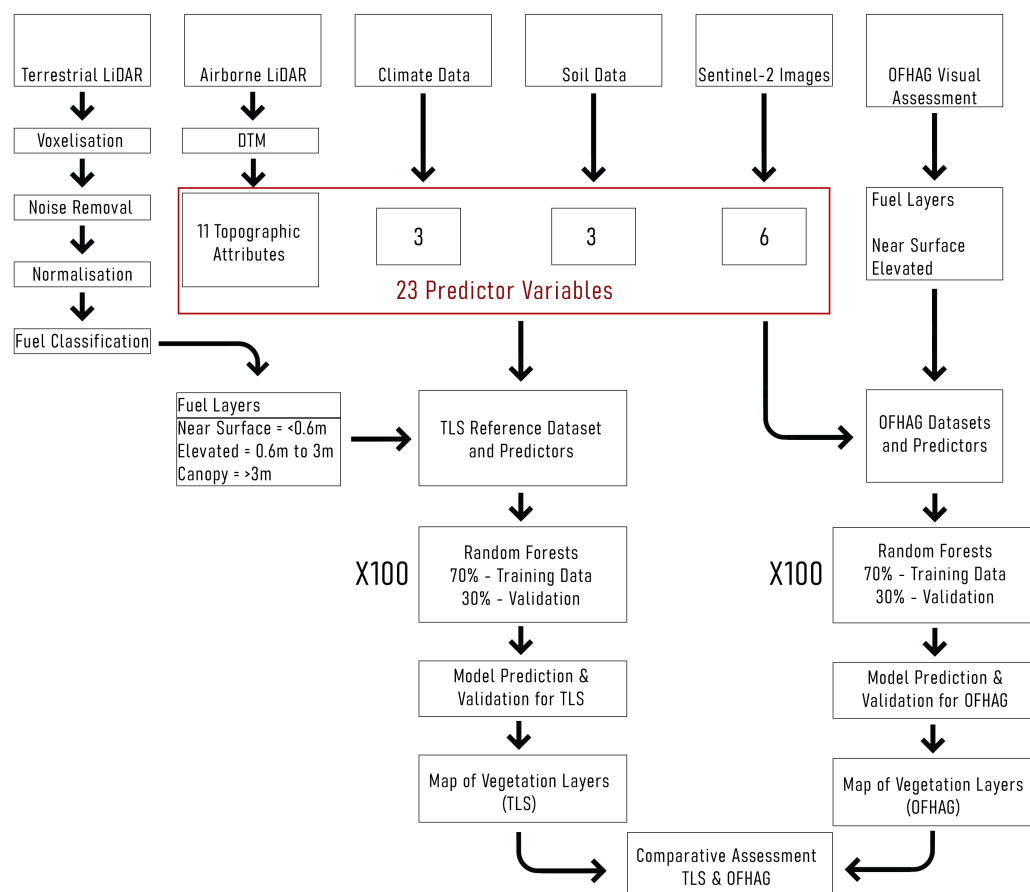 Terrestrial LiDAR
Airborne LiDAR
Climate Data
Soil Data
Sentinel-2 Images
OFHAG Visual
Assessment
Voxelisation
DTM
Noise Removal
Normalisation
Fuel Classification
11 Topographic
Attributes
3
3
6
23 Predictor Variables
Fuel Layers
Near Surface
Elevated
Fuel Layers
Near Surface = <0.6m
Elevated = 0.6m to 3m
Canopy = >3m
TLS Reference Dataset
and Predictors
OFHAG Datasets
and Predictors
X100
Random Forests
70% - Training Data
30% - Validation
X100
Random Forests
70% - Training Data
30% - Validation
Model Prediction &
Validation for TLS
Model Prediction &
Validation for OFHAG
Map of Vegetation Layers
(TLS)
Map of Vegetation Layers
(OFHAG)
Comparative Assessment
TLS & OFHAG